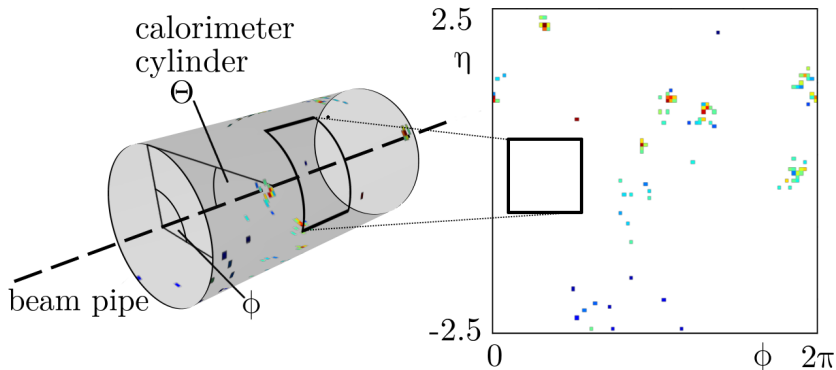 calorimeter
cylinder
Θ
beam pipe
ϕ
2.5
η
-2.5
0
ϕ
2π